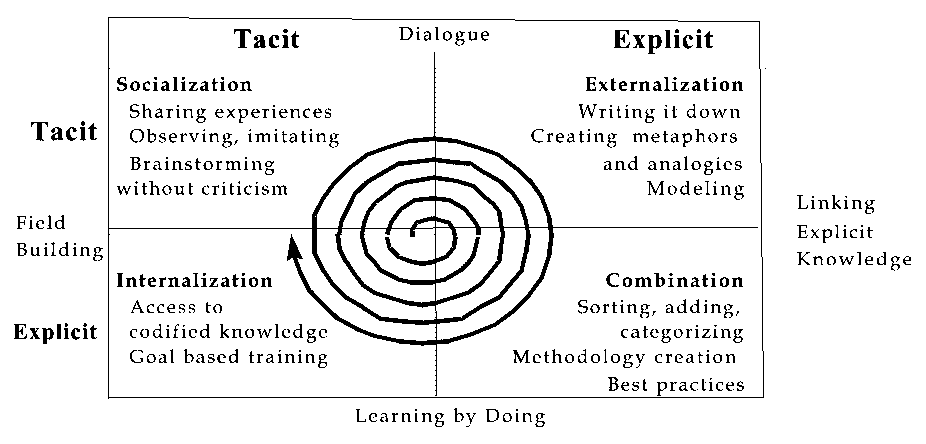 Tacit
Dialogue
Explicit
Socialization
Sharing experiences
Observing, imitating
Brainstorming
without criticism
Externalization
Writing it down
Creating metaphors
and analogies
Modeling
Tacit
Field
Building
Linking
Explicit
Knowledge
Internalization
Access to
codified knowledge
Goal based training
Combination
Sorting, adding,
categorizing
Methodology creation
Best practices
Explicit
Learning by Doing